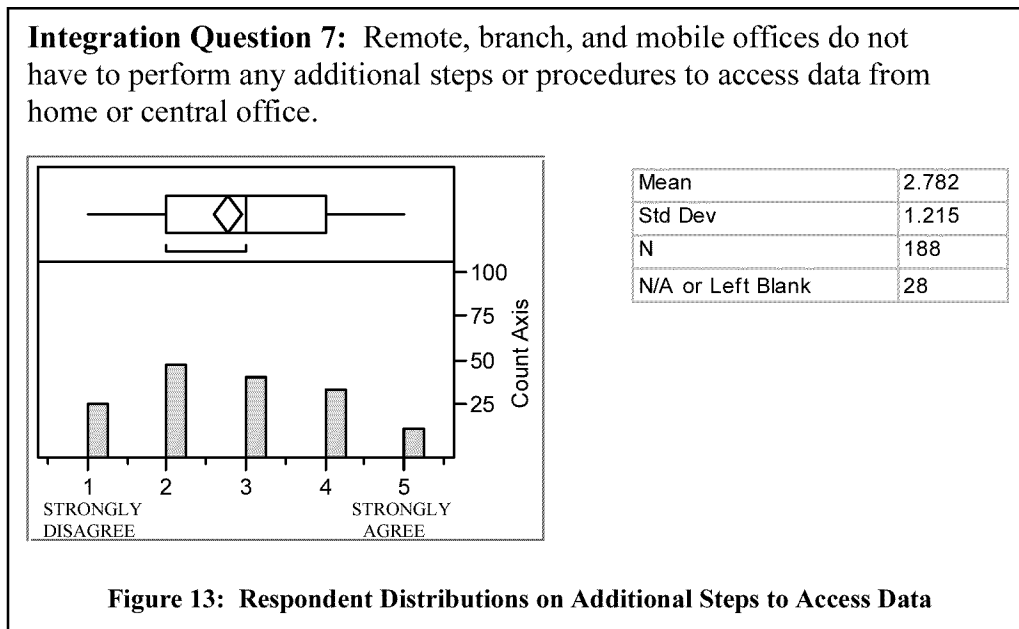 Integration Question 7: Remote, branch, and mobile offices do not
have to perform any additional steps or procedures to access data from
home or central office.
100
75
50
25
Count Axis
1 2 3 4 5
STRONGLY DISAGREE
STRONGLY AGREE
Mean 2.782
Std Dev 1.215
N 188
N/A or Left Blank 28
Figure 13: Respondent Distributions on Additional Steps to Access Data